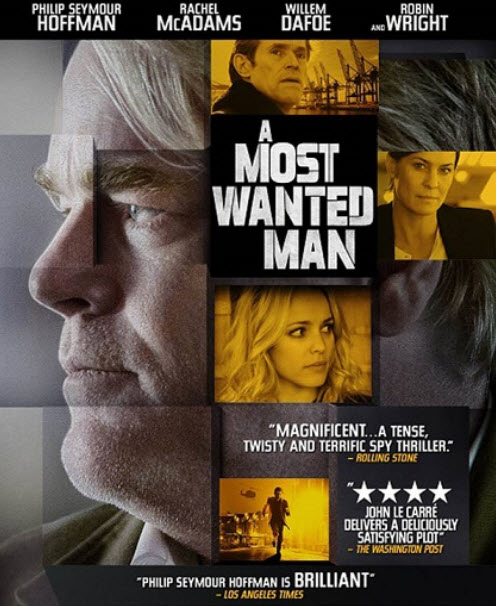 PHILIP SEYMOUR HOFFMAN
RACHEL McADAMS
WILLEM DAFOE
AND ROBIN WRIGHT
A
MOST
WANTED
MAN
"MAGNIFICENT...A TENSE,
TWISTY AND TERRIFIC SPY THRILLER."
– ROLLING STONE
"★★★★
JOHN LE CARRÉ
DELIVERS A DELICIOUSLY
SATISFYING PLOT"
– THE WASHINGTON POST
"PHILIP SEYMOUR HOFFMAN IS BRILLIANT"
– LOS ANGELES TIMES